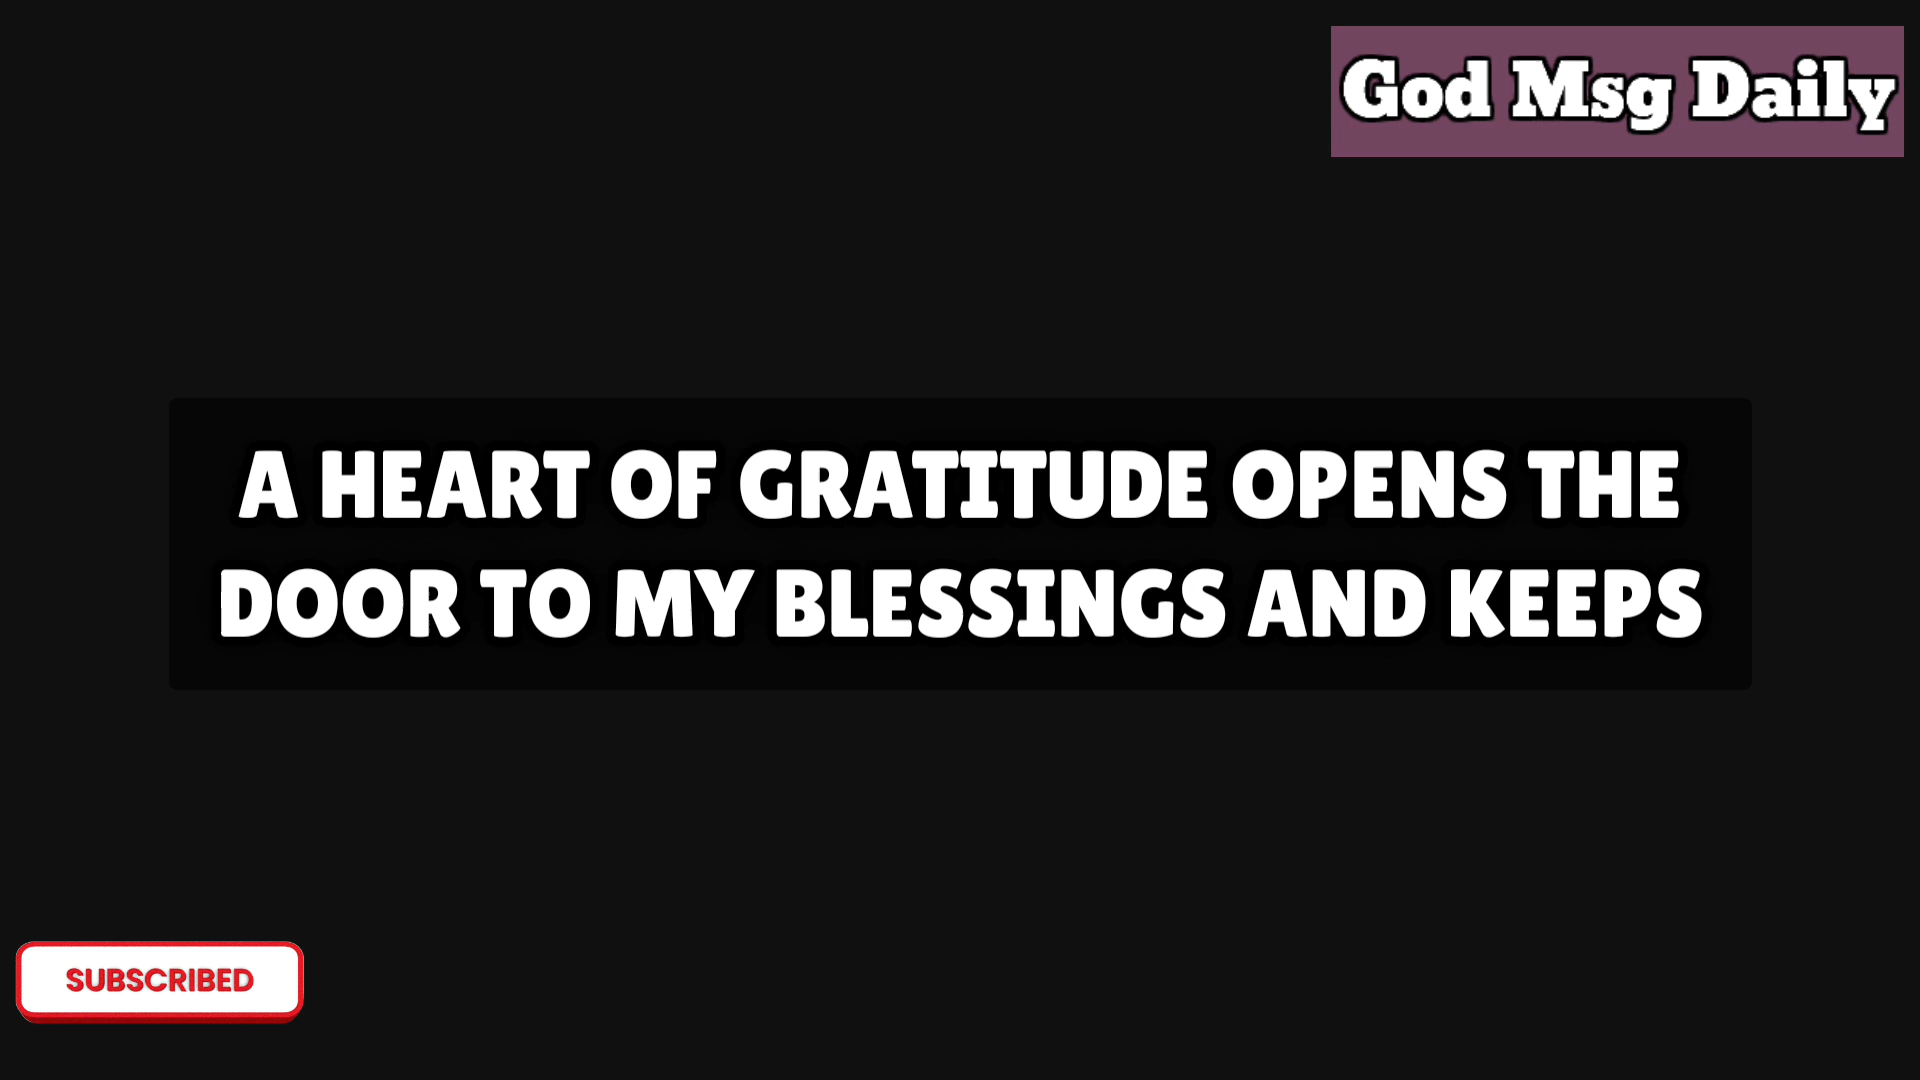 God Msg Daily
A HEART OF GRATITUDE OPENS THE
DOOR TO MY BLESSINGS AND KEEPS
SUBSCRIBED